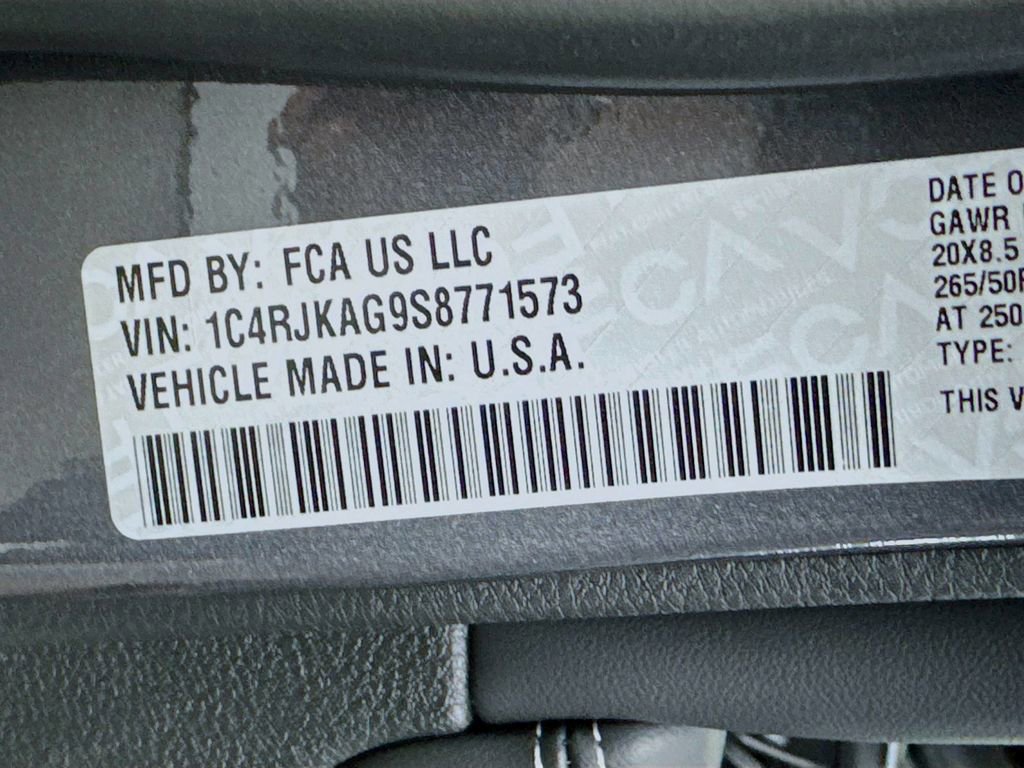 MFD BY: FCA US LLC
VIN: 1C4RJKAG9S8771573
VEHICLE MADE IN: U.S.A.
DATE O
GAWR
20X8.5
265/50R
AT 250
TYPE:
THIS V